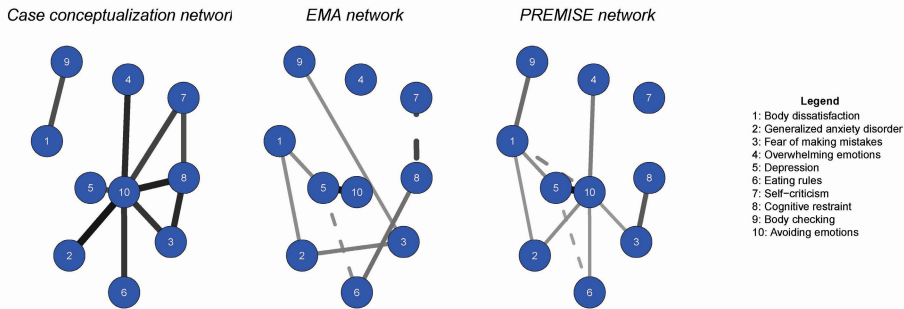 Case conceptualization networl
EMA network
PREMISE network
9
4
7
1
5
10
8
2
3
6
9
4
7
1
5
10
8
2
3
6
9
4
7
1
5
10
8
2
3
6
Legend
1: Body dissatisfaction
2: Generalized anxiety disorder
3: Fear of making mistakes
4: Overwhelming emotions
5: Depression
6: Eating rules
7: Self−criticism
8: Cognitive restraint
9: Body checking
10: Avoiding emotions